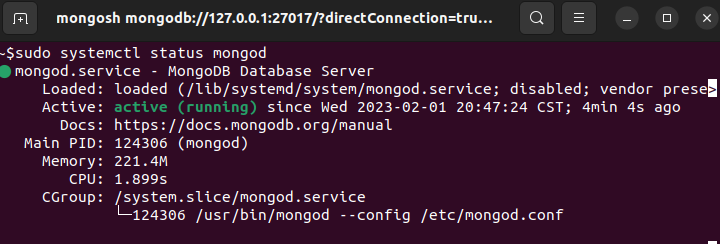 mongosh mongodb://127.0.0.1:27017/?directConnection=tru...
~$sudo systemctl status mongod
●mongod.service - MongoDB Database Server
Loaded: loaded (/lib/systemd/system/mongod.service; disabled; vendor prese>
Active: active (running) since Wed 2023-02-01 20:47:24 CST; 4min 4s ago
Docs: https://docs.mongodb.org/manual
Main PID: 124306 (mongod)
Memory: 221.4M
CPU: 1.899s
CGroup: /system.slice/mongod.service
└─124306 /usr/bin/mongod --config /etc/mongod.conf